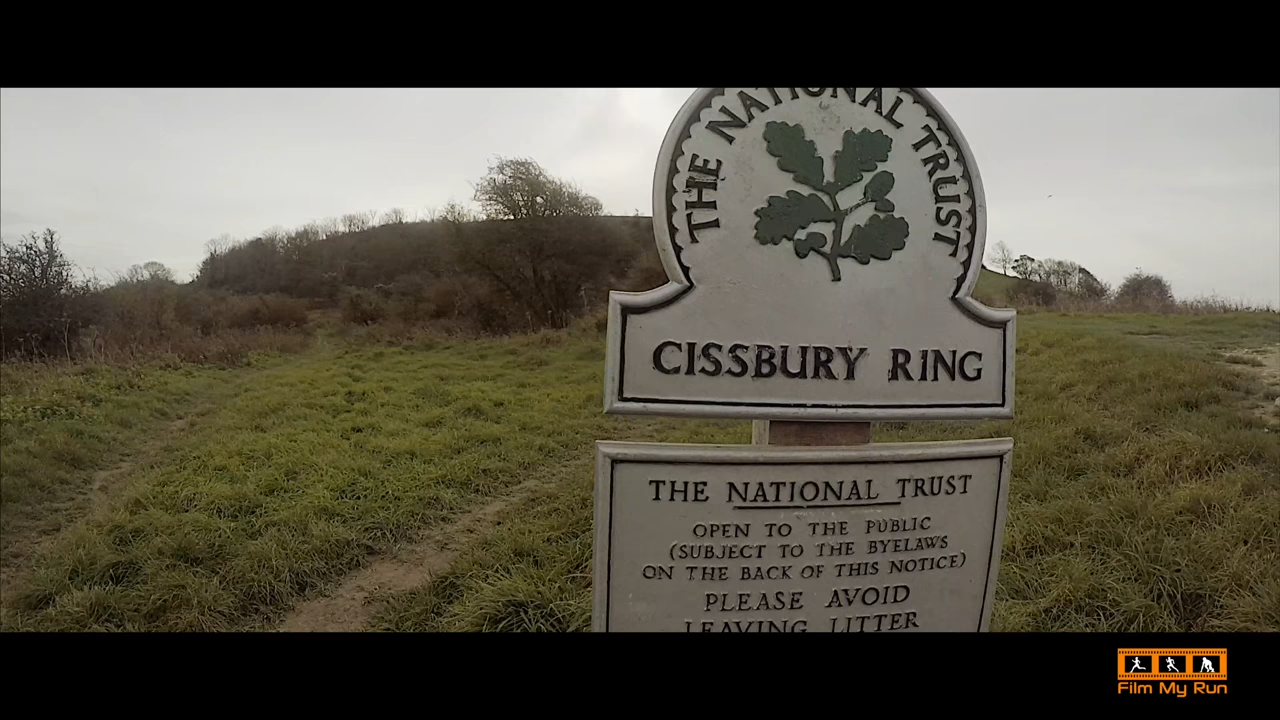 THE NATIONAL TRUST
CISSBURY RING
THE NATIONAL TRUST
OPEN TO THE PUBLIC
(SUBJECT TO THE BYELAWS
ON THE BACK OF THIS NOTICE)
PLEASE AVOID
LEAVING LITTER
Film My Run